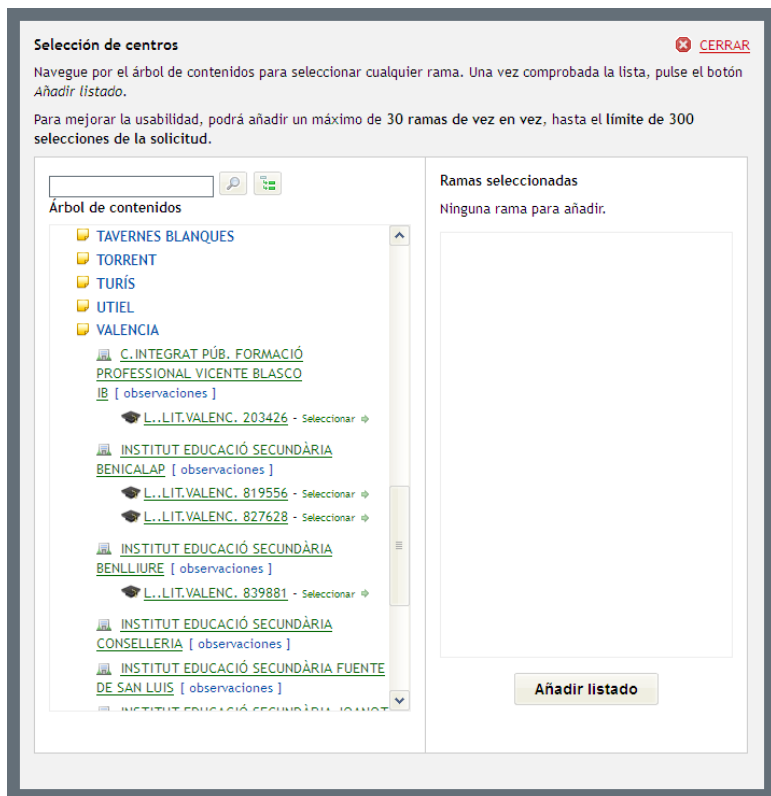 Selección de centros
CERRAR
Navegue por el árbol de contenidos para seleccionar cualquier rama. Una vez comprobada la lista, pulse el botón
Añadir listado.
Para mejorar la usabilidad, podrá añadir un máximo de 30 ramas de vez en vez, hasta el límite de 300
selecciones de la solicitud.
Árbol de contenidos
TAVERNES BLANQUES
TORRENT
TURÍS
UTIEL
VALENCIA
C.INTEGRAT PÚB. FORMACIÓ
PROFESSIONAL VICENTE BLASCO
IB [ observaciones ]
L..LIT.VALENC. 203426 - Seleccionar
INSTITUT EDUCACIÓ SECUNDÀRIA
BENICALAP [ observaciones ]
L..LIT.VALENC. 819556 - Seleccionar
L..LIT.VALENC. 827628 - Seleccionar
INSTITUT EDUCACIÓ SECUNDÀRIA
BENLLIURE [ observaciones ]
L..LIT.VALENC. 839881 - Seleccionar
INSTITUT EDUCACIÓ SECUNDÀRIA
CONSELLERIA [ observaciones ]
INSTITUT EDUCACIÓ SECUNDÀRIA FUENTE
DE SAN LUIS [ observaciones ]
INSTITUT EDUCACIÓ SECUNDÀRIA JOANOT
Ramas seleccionadas
Ninguna rama para añadir.
Añadir listado